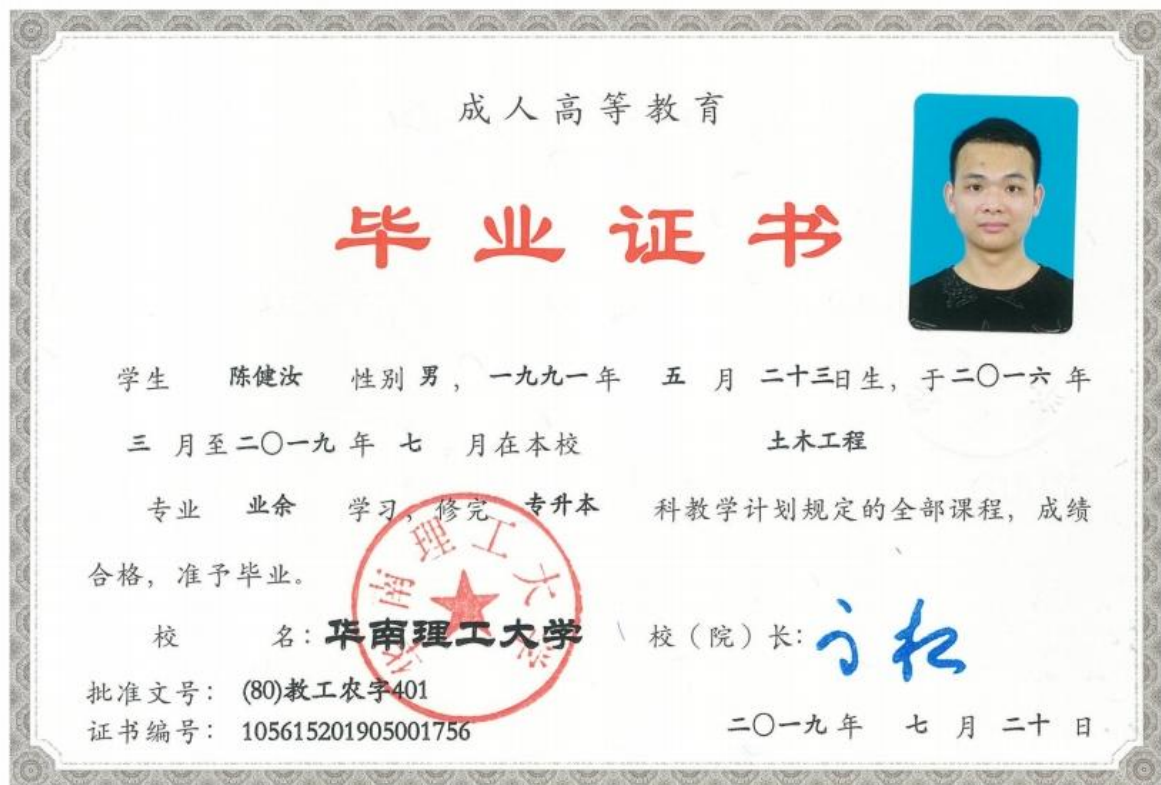 成人高等教育
毕业证书
学生 陈健汝 性别 男，一九九一年 五 月 二十三日生，于二〇一六年
三 月至二〇一九 年 七 月在本校 土木工程
专业 业余 学习，修完 专升本 科教学计划规定的全部课程，成绩
合格，准予毕业。
华南理工大学
校 名：华南理工大学 校（院）长：
批准文号： (80)教工农字401
证书编号： 105615201905001756 二〇一九 年 七 月 二十 日